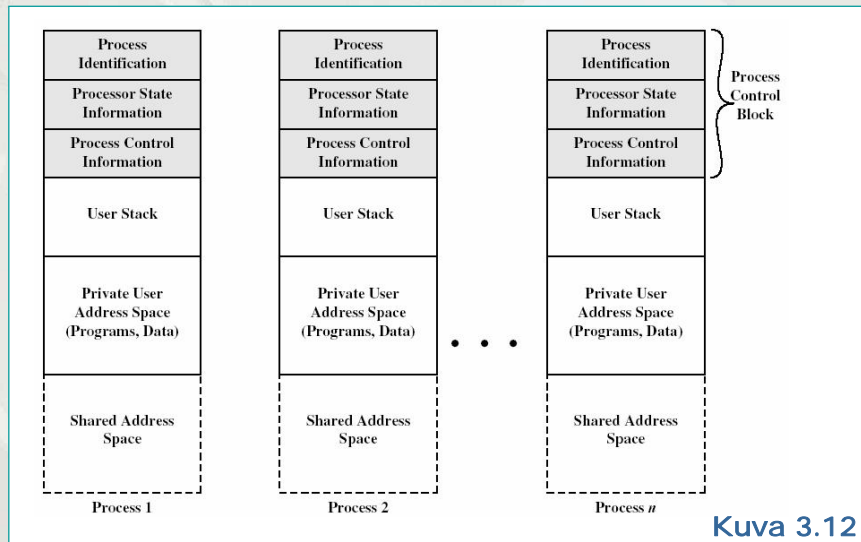 Process
Identification
Processor State
Information
Process Control
Information
User Stack
Private User
Address Space
(Programs, Data)
Shared Address
Space
Process 1
Process
Identification
Processor State
Information
Process Control
Information
User Stack
Private User
Address Space
(Programs, Data)
Shared Address
Space
Process 2
• • •
Process
Identification
Processor State
Information
Process Control
Information
User Stack
Private User
Address Space
(Programs, Data)
Shared Address
Space
Process n
Process
Control
Block
Kuva 3.12